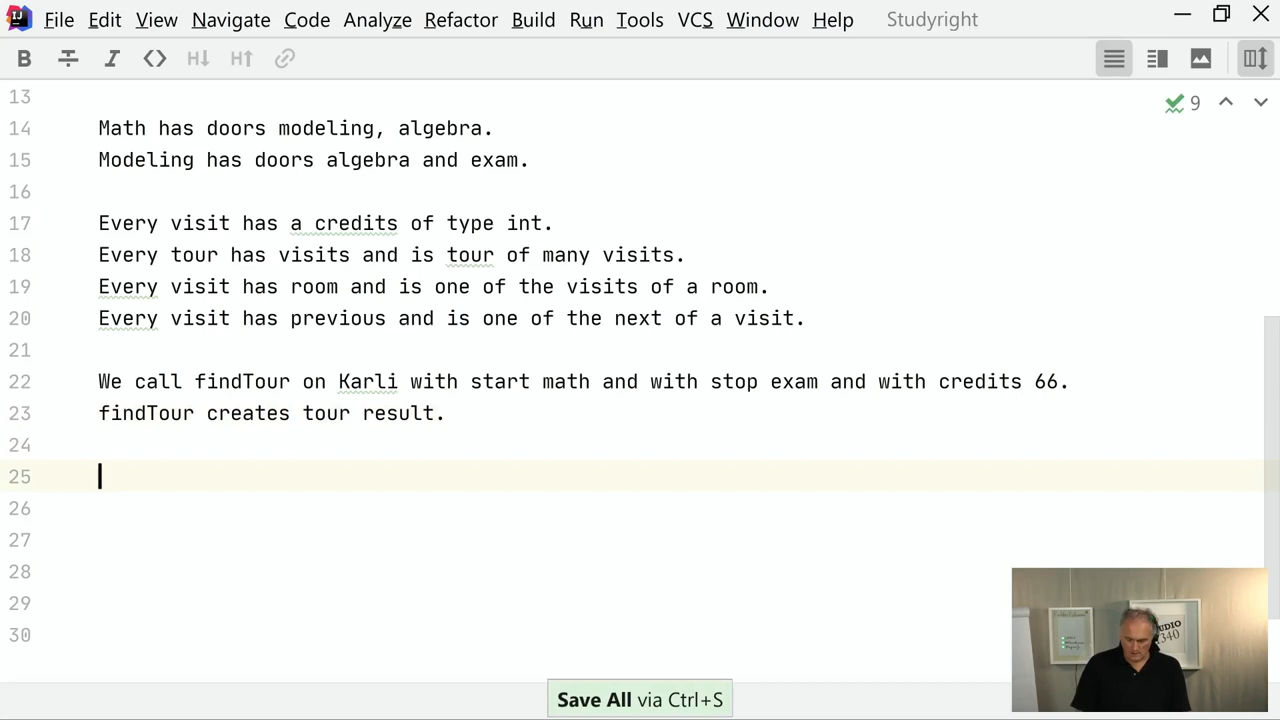 IJ File Edit View Navigate Code Analyze Refactor Build Run Tools VCS Window Help Studyright
B I <> H↓ H↑
13
9
14 Math has doors modeling, algebra.
15 Modeling has doors algebra and exam.
16
17 Every visit has a credits of type int.
18 Every tour has visits and is tour of many visits.
19 Every visit has room and is one of the visits of a room.
20 Every visit has previous and is one of the next of a visit.
21
22 We call findTour on Karli with start math and with stop exam and with credits 66.
23 findTour creates tour result.
24
25
26
27
28
29
30
UDIO
340
Save All via Ctrl+S